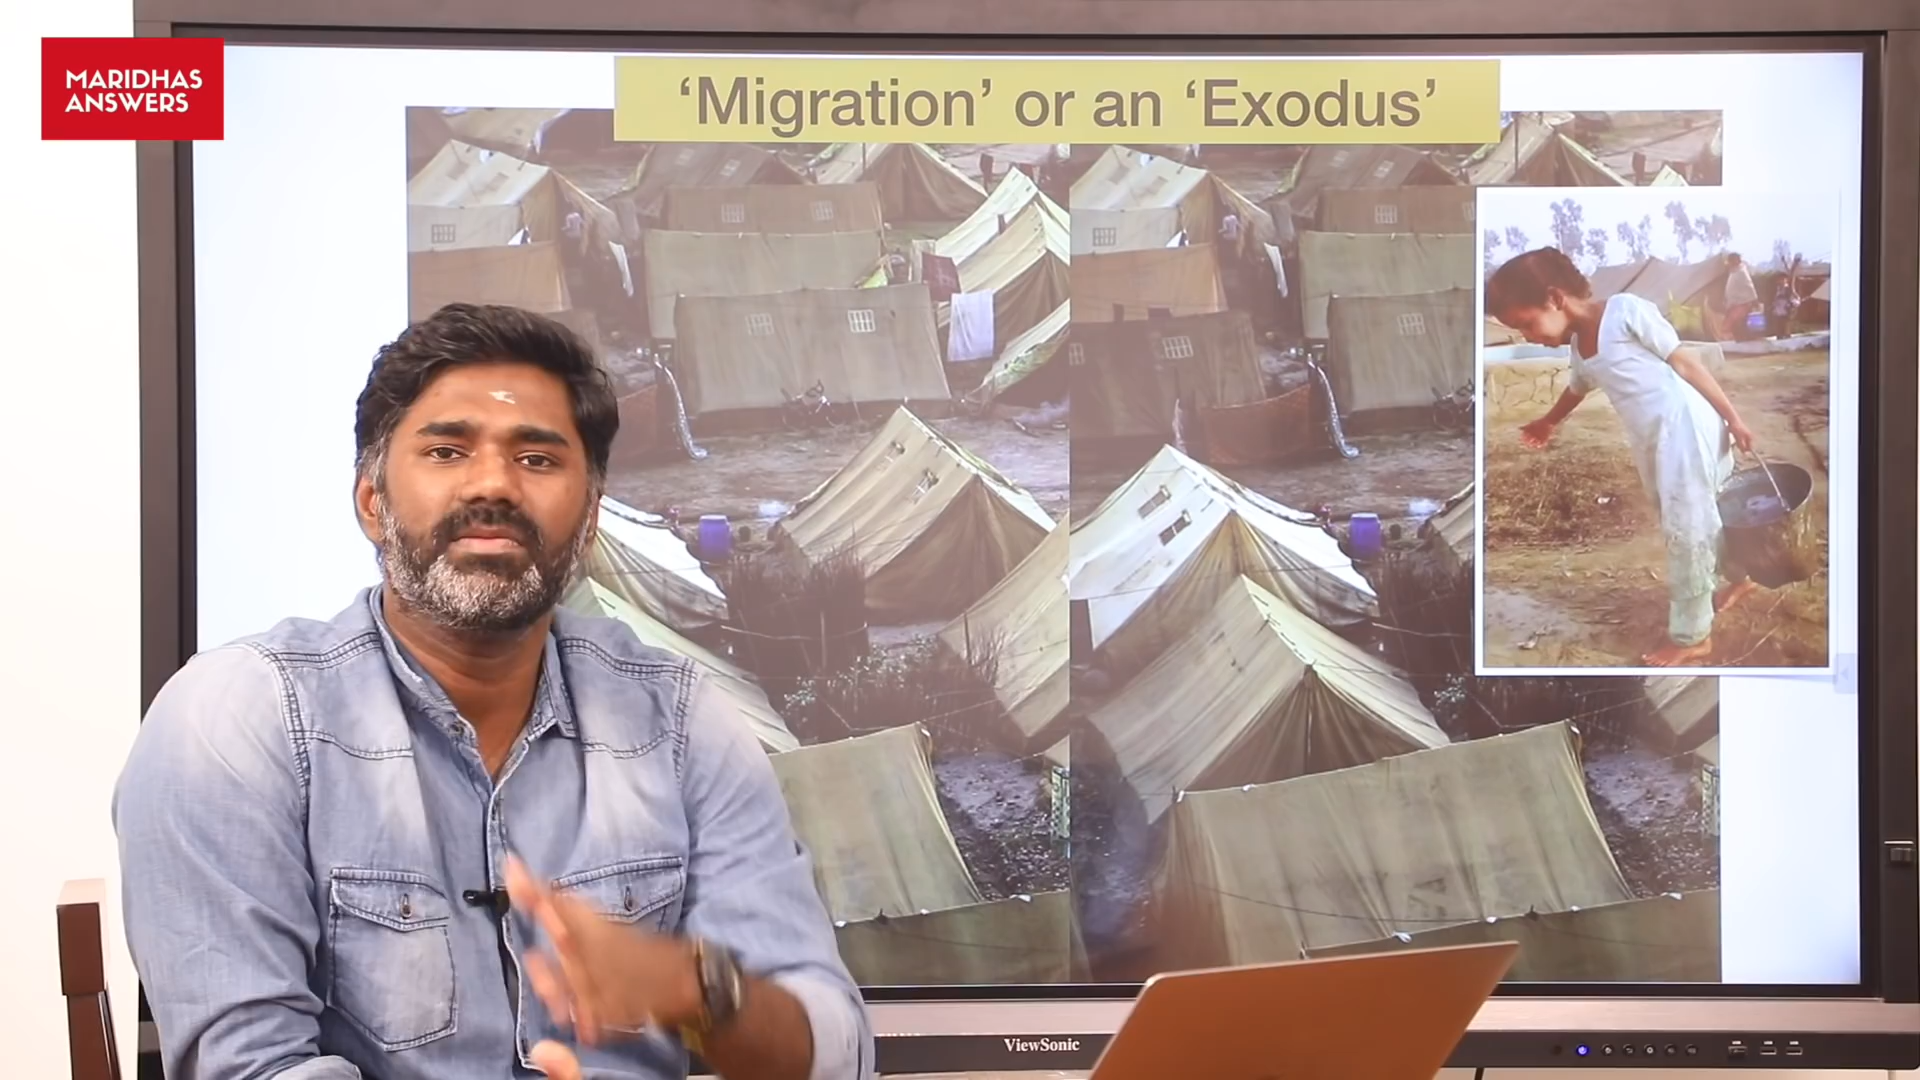 MARIDHAS
ANSWERS
‘Migration’ or an ‘Exodus’
ViewSonic